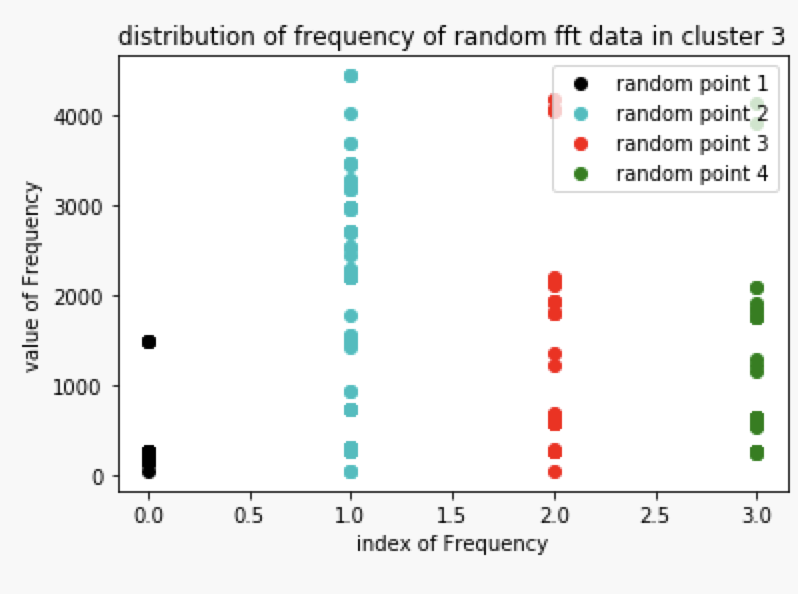 distribution of frequency of random fft data in cluster 3
random point 1
random point 2
random point 3
random point 4
value of Frequency
4000
3000
2000
1000
0
0.0 0.5 1.0 1.5 2.0 2.5 3.0
index of Frequency